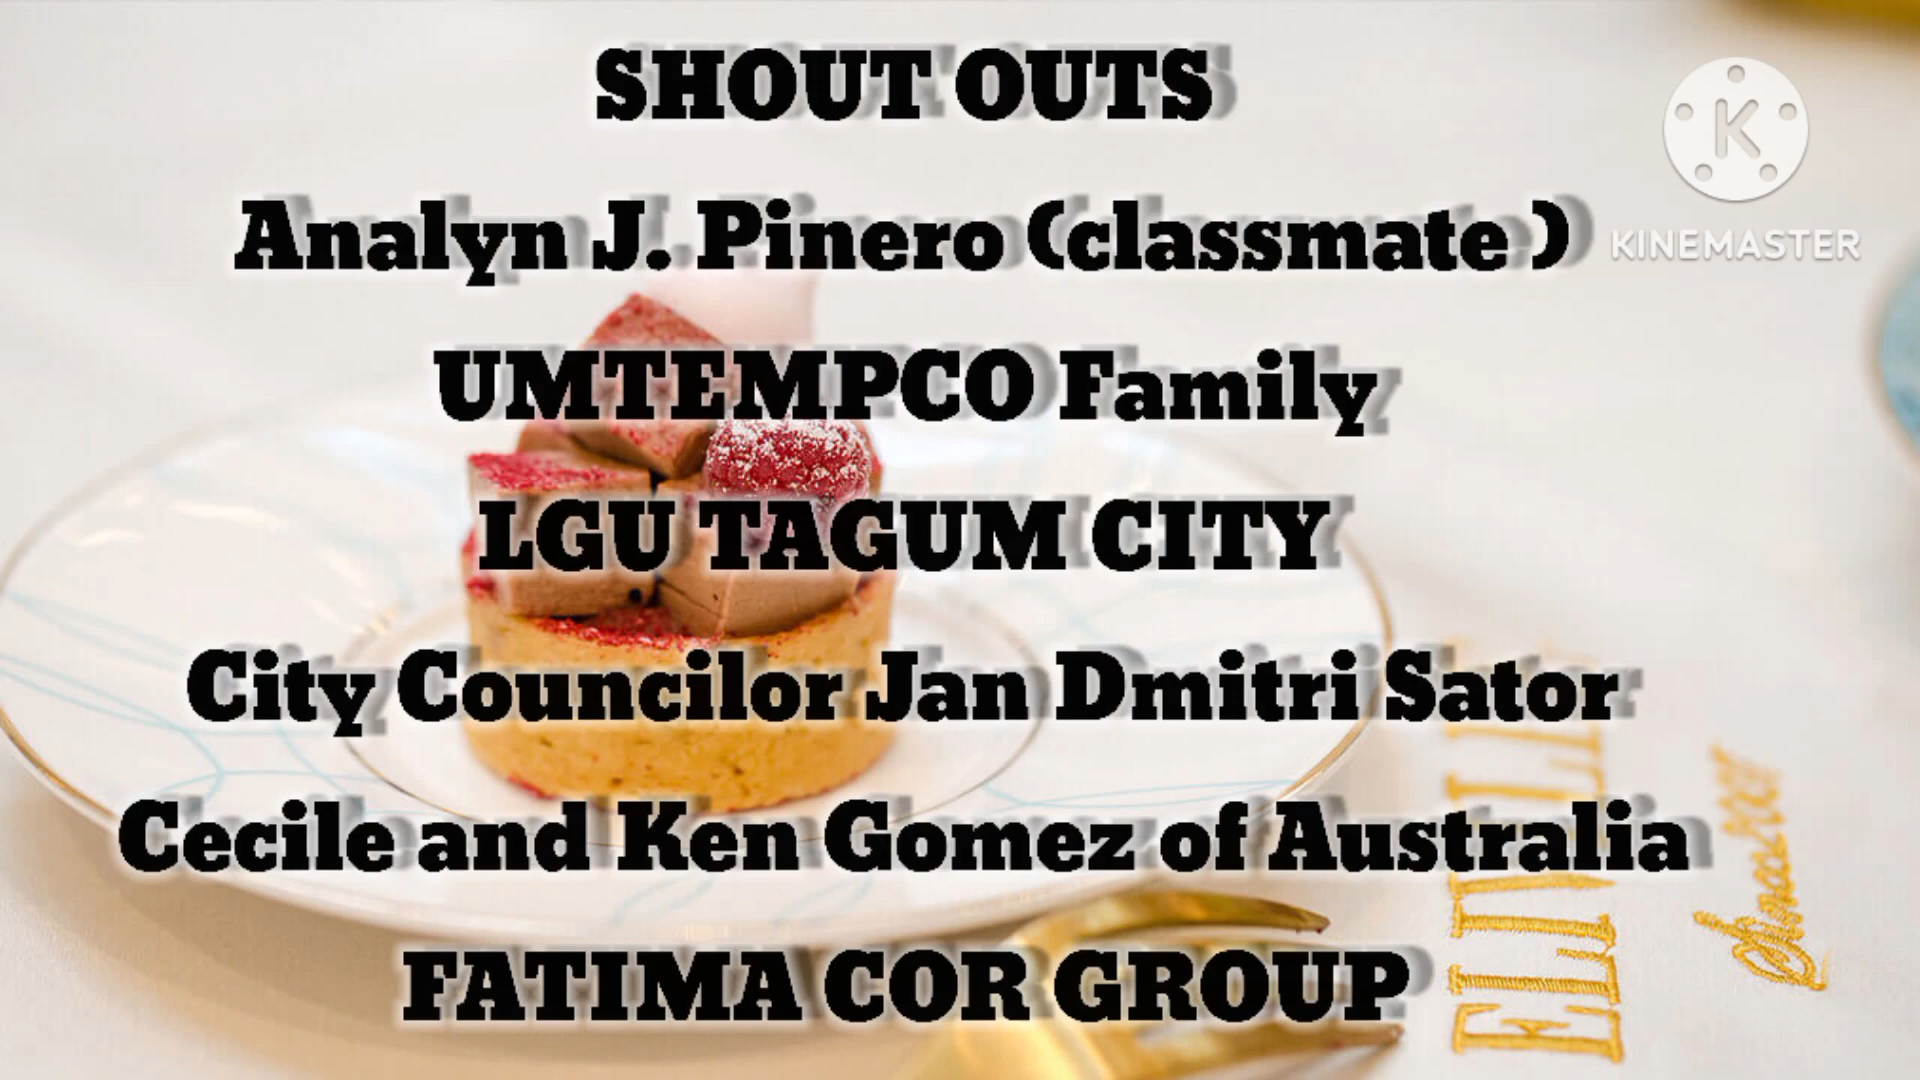 SHOUT OUTS
Analyn J. Pinero (classmate )
K
KINEMASTER
UMTEMPCO Family
LGU TAGUM CITY
City Councilor Jan Dmitri Sator
Cecile and Ken Gomez of Australia
FATIMA COR GROUP